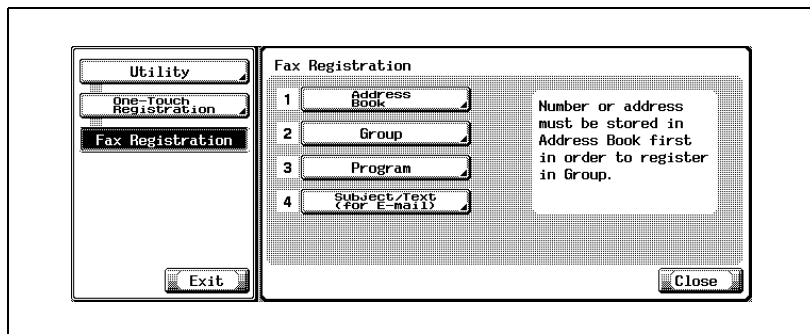 Utility
One-Touch
Registration
Fax Registration
Exit
Fax Registration
1 Address
Book
2 Group
3 Program
4 Subject/Text
(for E-mail)
Number or address
must be stored in
Address Book first
in order to register
in Group.
Close